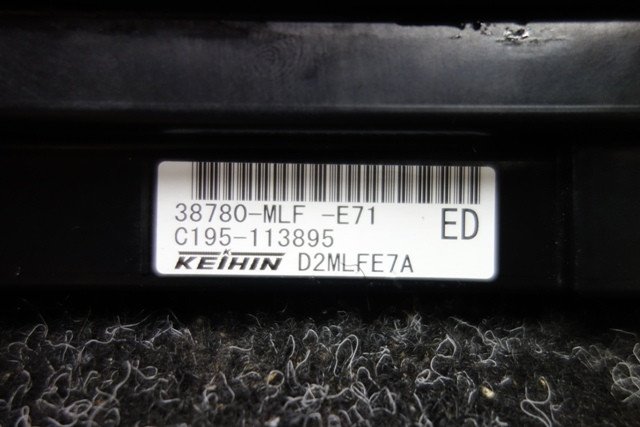 38780-MLF -E71
ED
C195-113895
KEIHIN D2MLFE7A